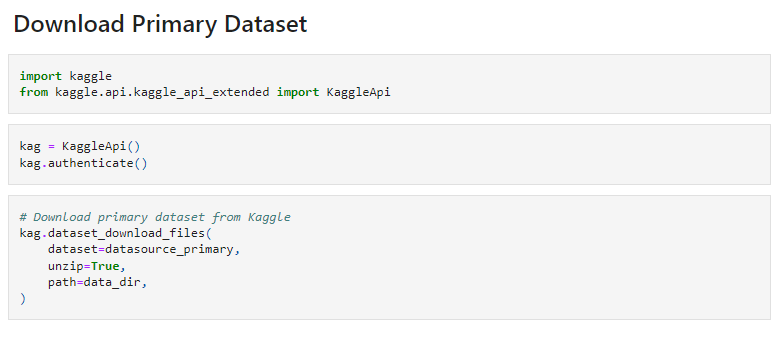 Download Primary Dataset
import kaggle
from kaggle.api.kaggle_api_extended import KaggleApi
kag = KaggleApi()
kag.authenticate()
# Download primary dataset from Kaggle
kag.dataset_download_files(
    dataset=datasource_primary,
    unzip=True,
    path=data_dir,
)